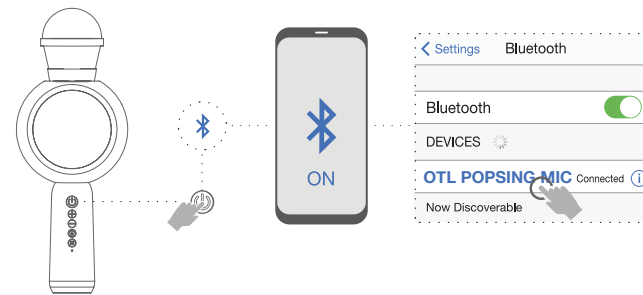 ON
Settings Bluetooth
Bluetooth
DEVICES
OTL POPSING MIC Connected i
Now Discoverable